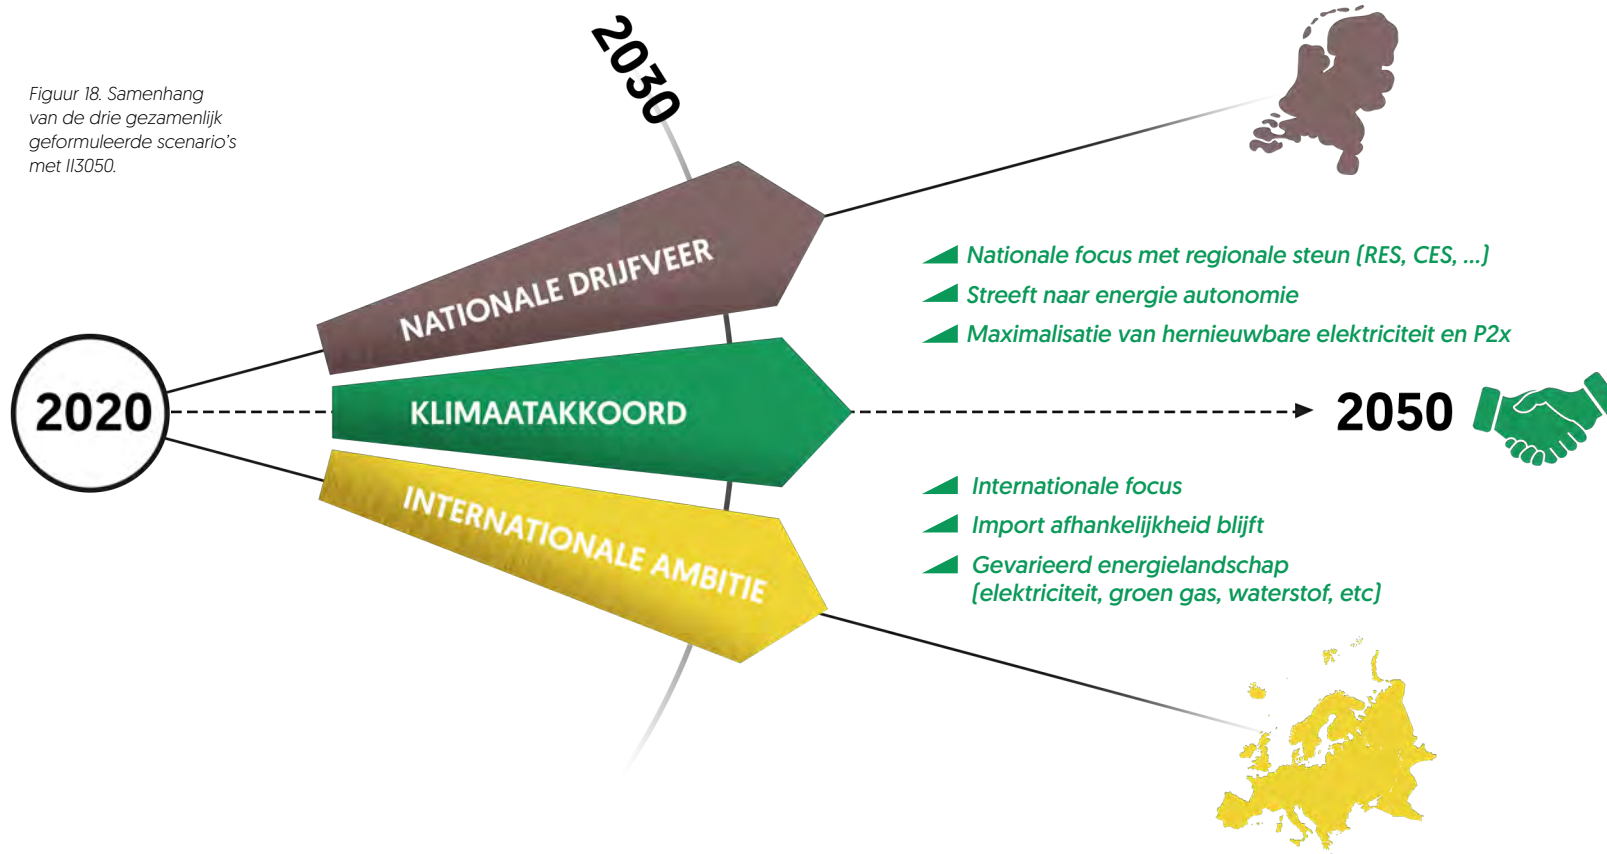 Figuur 18. Samenhang
van de drie gezamenlijk
geformuleerde scenario's
met II3050.
2030
NATIONALE DRIJFVEER
Nationale focus met regionale steun (RES, CES, ...)
Streeft naar energie autonomie
Maximalisatie van hernieuwbare elektriciteit en P2x
2020
KLIMAATAKKOORD
2050
INTERNATIONALE AMBITIE
Internationale focus
Import afhankelijkheid blijft
Gevarieerd energielandschap
(elektriciteit, groen gas, waterstof, etc)